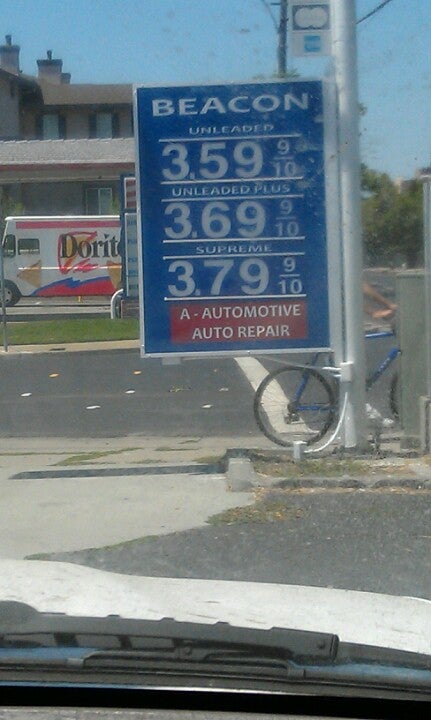 BEACON
UNLEADED
3.59 9/10
UNLEADED PLUS
3.69 9/10
SUPREME
3.79 9/10
A - AUTOMOTIVE
AUTO REPAIR
Dorit